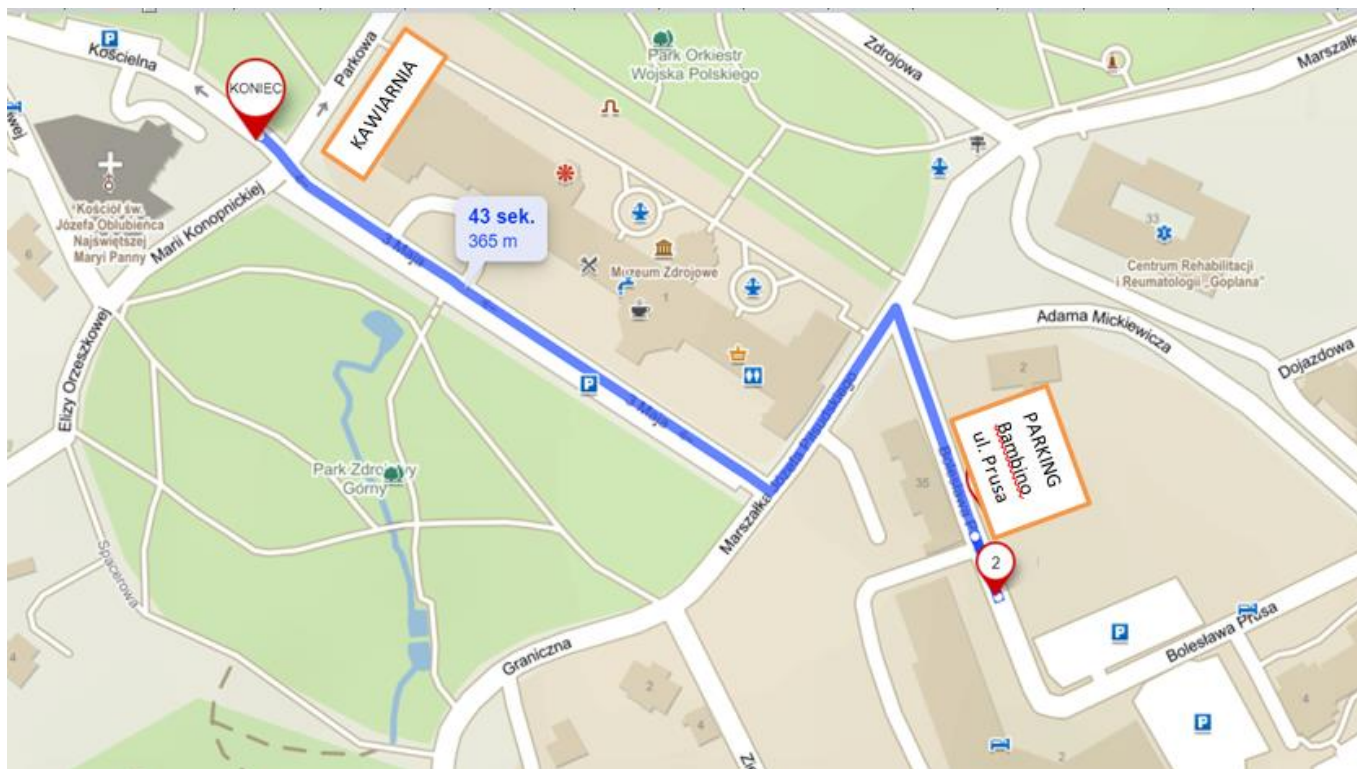 Kościelna
KONIEC
Parkowa
KAWIARNIA
Park Orkiestr
Wojska Polskiego
Zdrojowa
Marszałk
Kościół św.
Józefa Oblubieńca
Najświętszej
Maryi Panny
6
Marii Konopnickiej
3 Maja
43 sek.
365 m
Muzeum Zdrojowe
1
33
Centrum Rehabilitacji
i Reumatologii „Goplana"
Adama Mickiewicza
Dojazdowa
2
Elizy Orzeszkowej
3 Maja
Marszałka Józefa Piłsudskiego
PARKING
Bambino
ul. Prusa
35
Bolesława P
Park Zdrojowy
Górny
Spacerowa
2
Graniczna
Bolesława Prusa
P
P
P
P
4
2
4
4
2